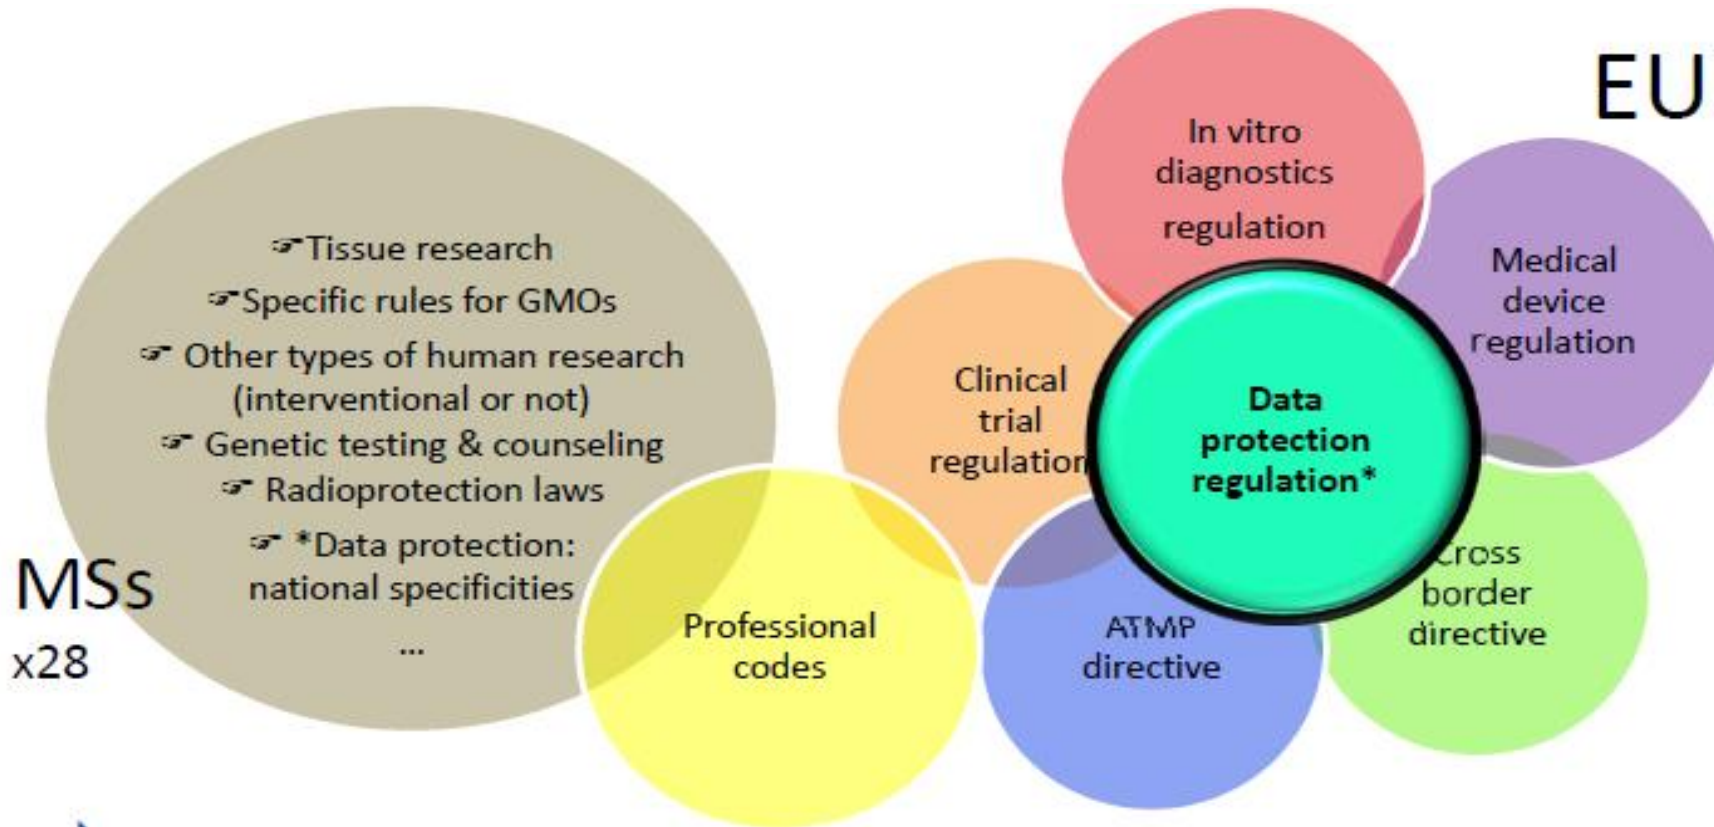 EU
In vitro
diagnostics
regulation
Medical
device
regulation
Clinical
trial
regulation
Data
protection
regulation*
Cross
border
directive
ATMP
directive
Professional
codes
☞Tissue research
☞Specific rules for GMOs
☞ Other types of human research
(interventional or not)
☞ Genetic testing & counseling
☞ Radioprotection laws
☞ *Data protection:
national specificities
...
MSs
x28